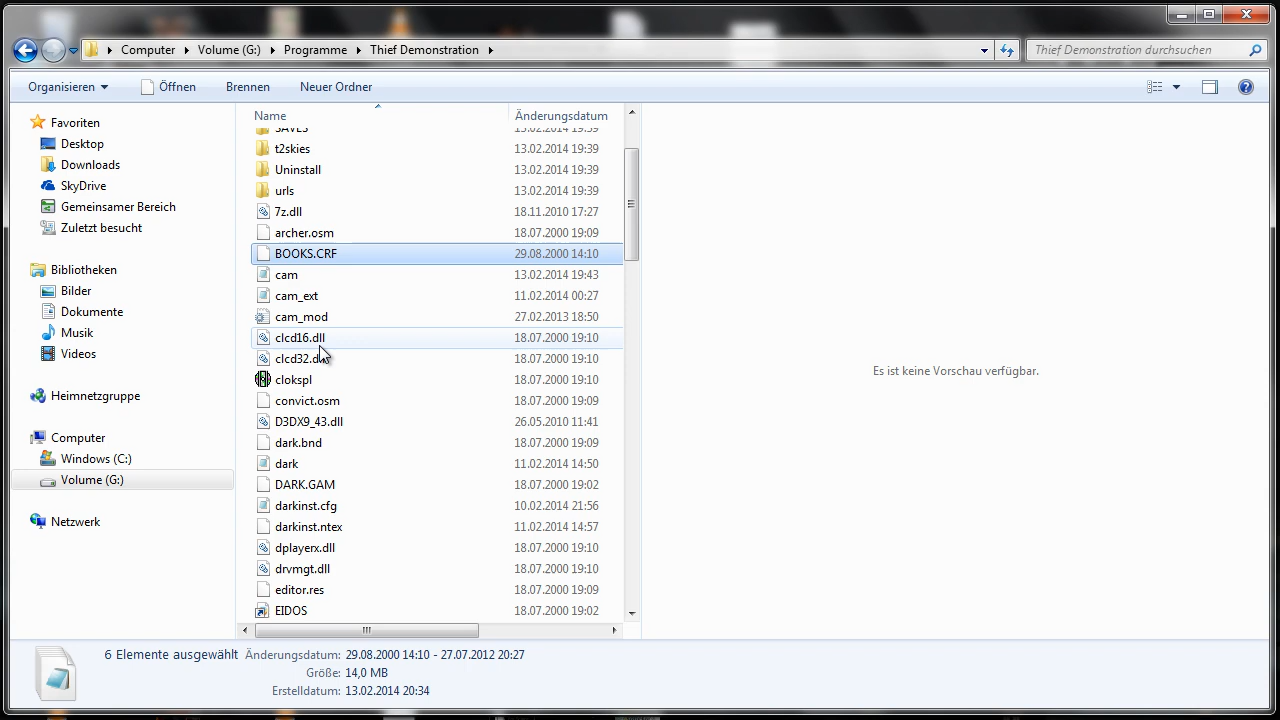 Computer Volume (G:) Programme Thief Demonstration
Thief Demonstration durchsuchen
Organisieren Öffnen Brennen Neuer Ordner
Favoriten
Desktop
Downloads
SkyDrive
Gemeinsamer Bereich
Zuletzt besucht
Bibliotheken
Bilder
Dokumente
Musik
Videos
Heimnetzgruppe
Computer
Windows (C:)
Volume (G:)
Netzwerk
Name Änderungsdatum
SAVES 13.02.2014 19:39
t2skies 13.02.2014 19:39
Uninstall 13.02.2014 19:39
urls 13.02.2014 19:39
7z.dll 18.11.2010 17:27
archer.osm 18.07.2000 19:09
BOOKS.CRF 29.08.2000 14:10
cam 13.02.2014 19:43
cam_ext 11.02.2014 00:27
cam_mod 27.02.2013 18:50
clcd16.dll 18.07.2000 19:10
clcd32.dll 18.07.2000 19:10
clokspl 18.07.2000 19:10
convict.osm 18.07.2000 19:09
D3DX9_43.dll 26.05.2010 11:41
dark.bnd 18.07.2000 19:09
dark 11.02.2014 14:50
DARK.GAM 18.07.2000 19:02
darkinst.cfg 10.02.2014 21:56
darkinst.ntex 11.02.2014 14:57
dplayerx.dll 18.07.2000 19:10
drvmgt.dll 18.07.2000 19:10
editor.res 18.07.2000 19:09
EIDOS 18.07.2000 19:02
Es ist keine Vorschau verfügbar.
6 Elemente ausgewählt Änderungsdatum: 29.08.2000 14:10 - 27.07.2012 20:27
Größe: 14,0 MB
Erstelldatum: 13.02.2014 20:34